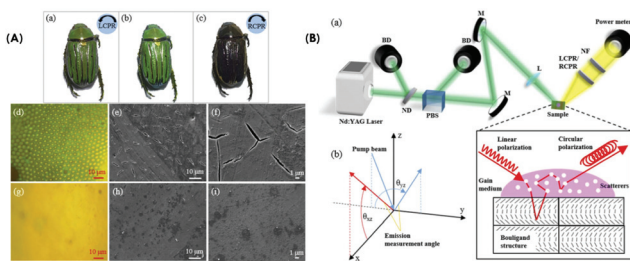 (A)
(a)
LCPR
(b)
(c)
RCPR
(d)
10 μm
(e)
10 μm
(f)
1 μm
(g)
10 μm
(h)
10 μm
(i)
1 μm
(B)
(a)
M
Power meter
BD
BD
NF
LCPR/
RCPR
L
ND
PBS
M
Sample
Nd:YAG Laser
(b)
z
Pump beam
θyz
θxz
y
Emission
measurement angle
x
Linear
polarization
Circular
polarization
Gain
medium
Scatterers
Bouligand
structure